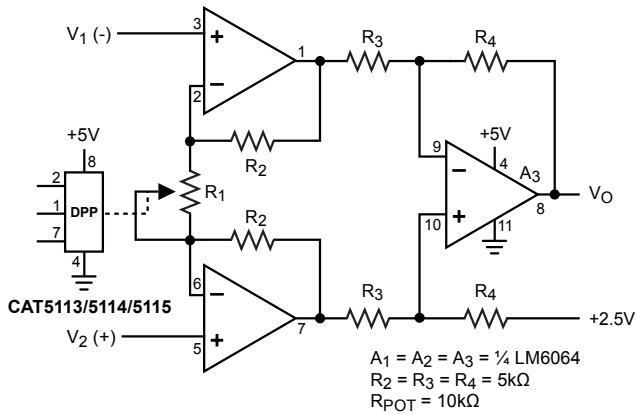 V1 (-)
3
+
1
R3
R4
−
2
R2
+5V
8
2
1
7
DPP
4
R1
+5V
9
4
A3
−
8
VO
10
+
11
R2
6
−
7
R3
R4
+2.5V
CAT5113/5114/5115
V2 (+)
5
+
A1 = A2 = A3 = ¼ LM6064
R2 = R3 = R4 = 5kΩ
RPOT = 10kΩ